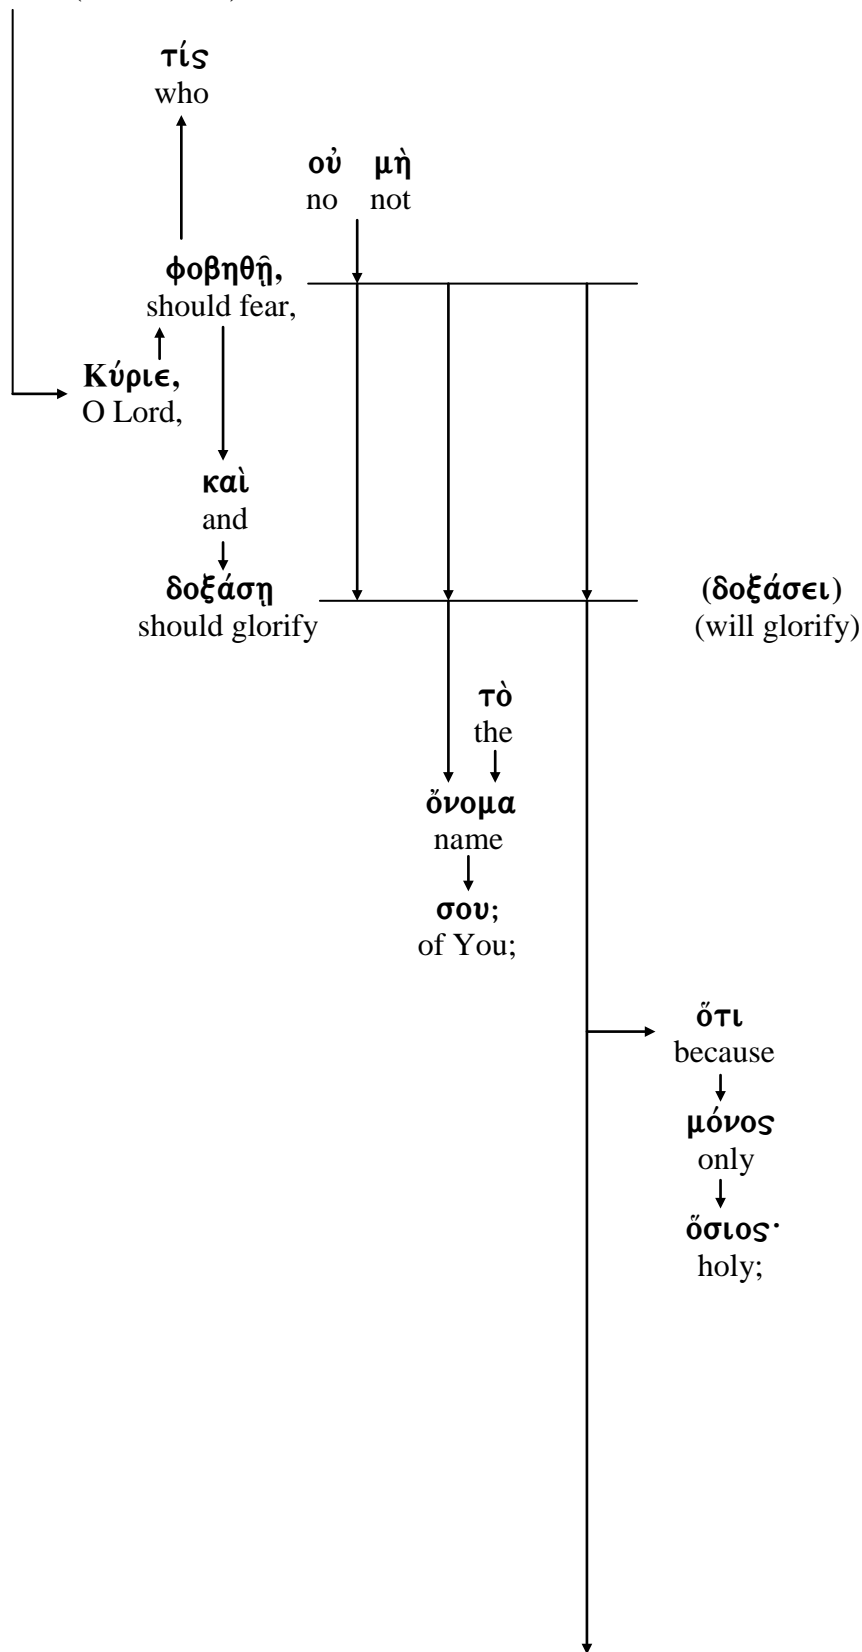 τίς
who
οὐ μὴ
no not
φοβηθῇ,
should fear,
Κύριε,
O Lord,
καὶ
and
δοξάσῃ
should glorify
(δοξάσει)
(will glorify)
τὸ
the
ὄνομα
name
σου;
of You;
ὅτι
because
μόνος
only
ὅσιος·
holy;